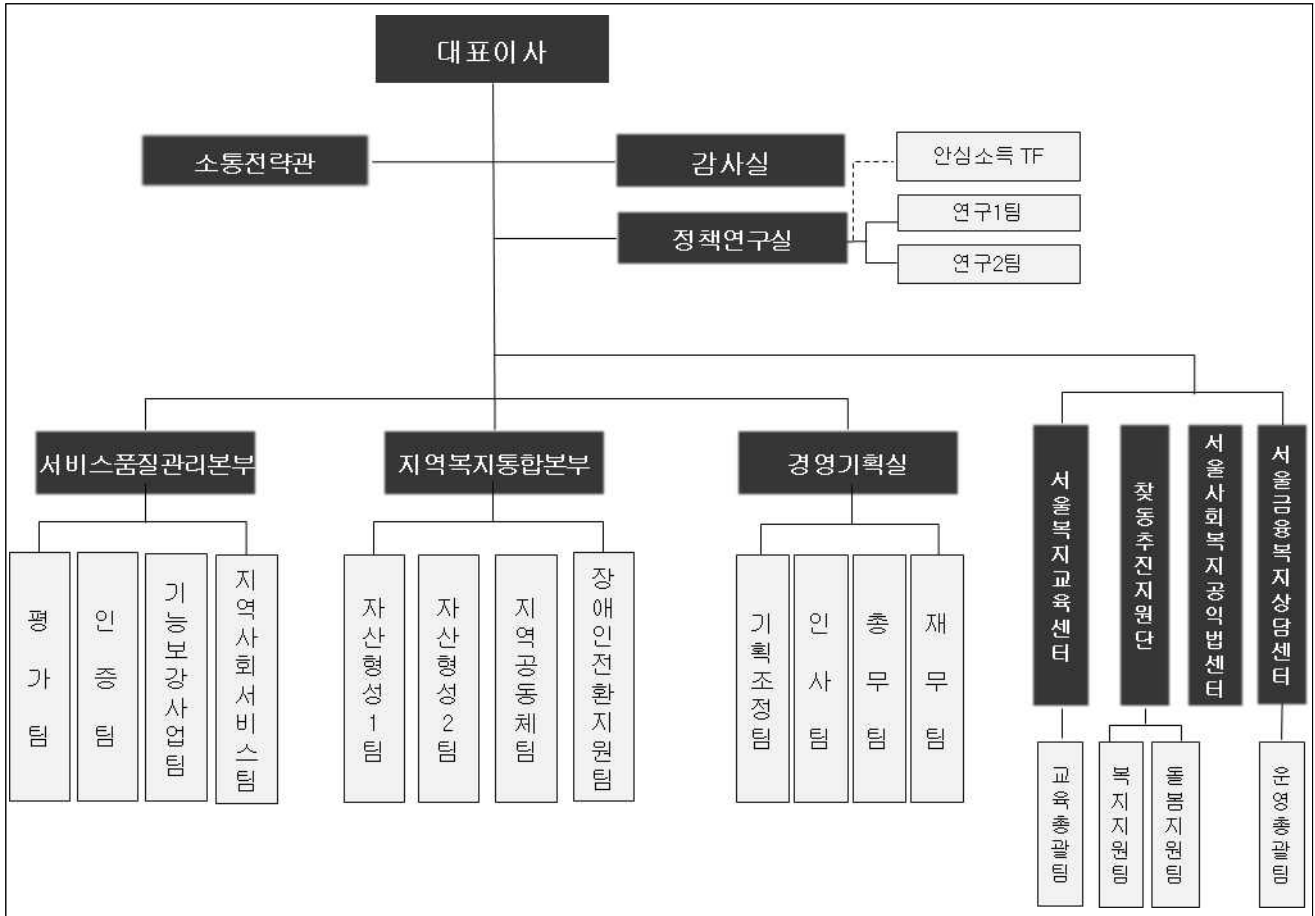 대표이사
소통전략관
감사실
안심소득 TF
정책연구실
연구1팀
연구2팀
서비스품질관리본부
지역복지통합본부
경영기획실
서울복지교육센터
찾동추진지원단
서울사회복지공익법센터
서울금융복지상담센터
평가팀
인증팀
기능보강사업팀
지역사회서비스팀
자산형성1팀
자산형성2팀
지역공동체팀
장애인전환지원팀
기획조정팀
인사팀
총무팀
재무팀
교육총괄팀
복지지원팀
돌봄지원팀
운영총괄팀